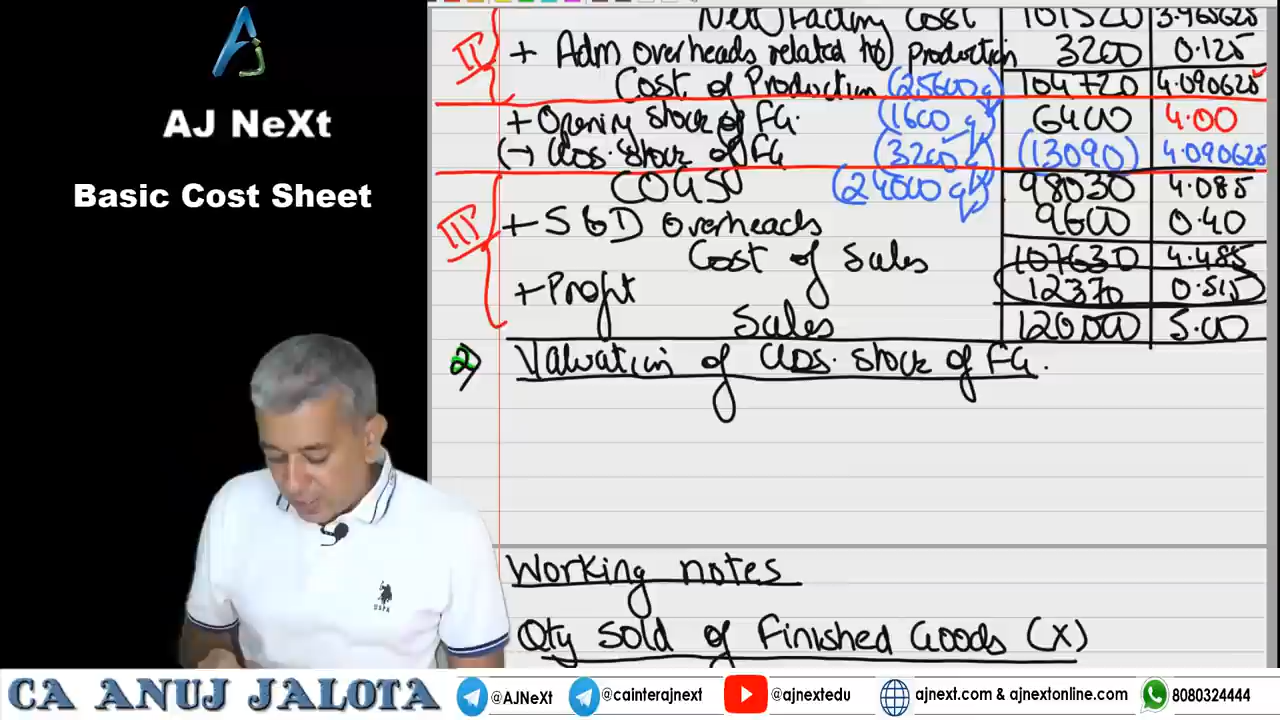 AJ NeXt
Basic Cost Sheet
Net Factory Cost 101520 3.965625
II + Adm overheads related to production 3200 0.125
Cost of Production (25600 q) 104720 4.090625
+ Opening stock of FG. (1600 q) 6400 4.00
(-) Clos. stock of FG (3200 q) (13090) 4.090625
COGS (24000 q) 98030 4.085
III + S & D overheads 9600 0.40
Cost of Sales 107630 4.485
+ Profit 12370 0.515
Sales 120000 5.00
2) Valuation of Clos. stock of FG.
Working notes
Qty sold of Finished Goods (X)
CA ANUJ JALOTA @AJNeXt @cainterajnext @ajnextedu ajnext.com & ajnextonline.com 8080324444